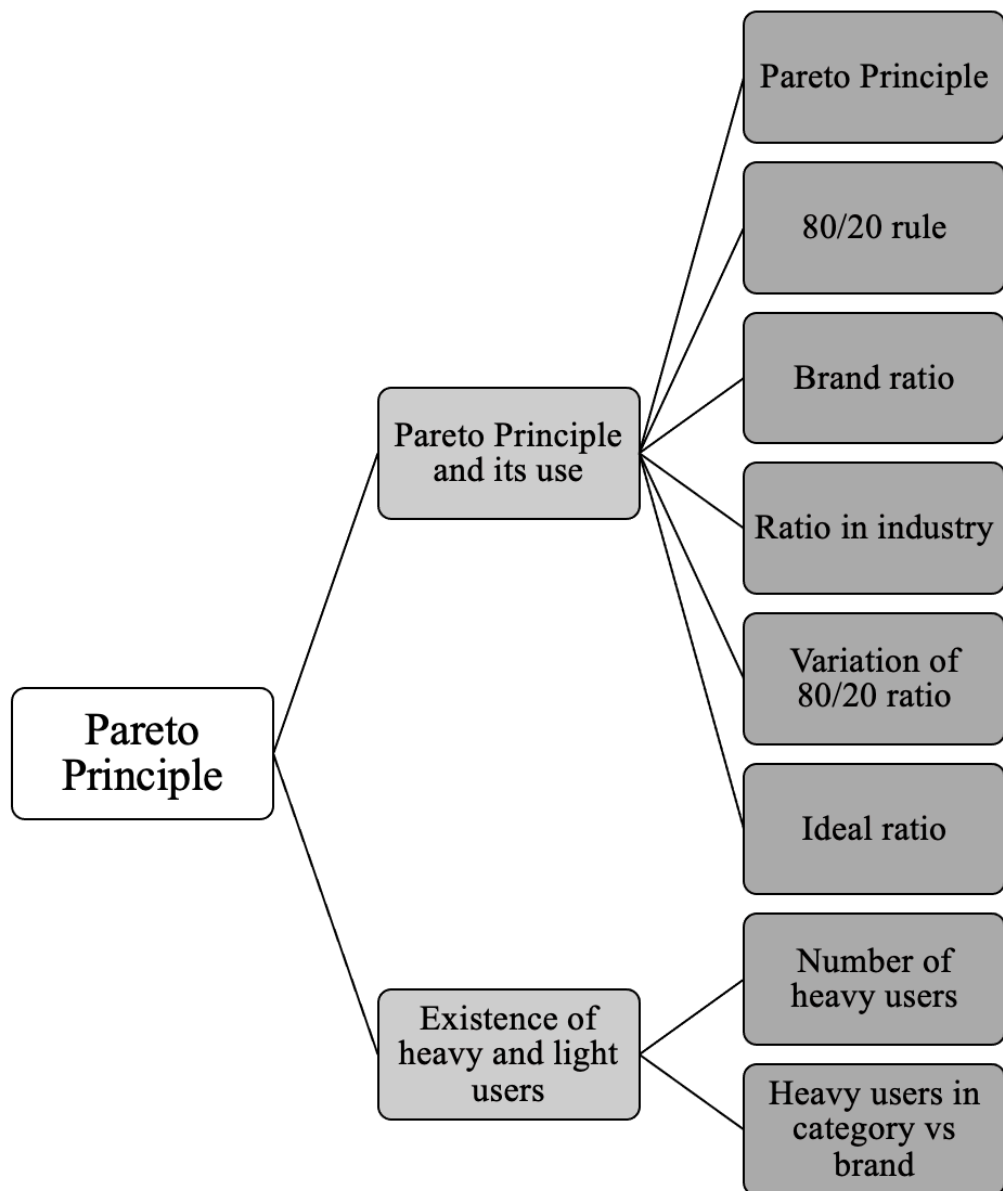 Pareto
Principle
Pareto Principle
and its use
Existence of
heavy and light
users
Pareto Principle
80/20 rule
Brand ratio
Ratio in industry
Variation of
80/20 ratio
Ideal ratio
Number of
heavy users
Heavy users in
category vs
brand